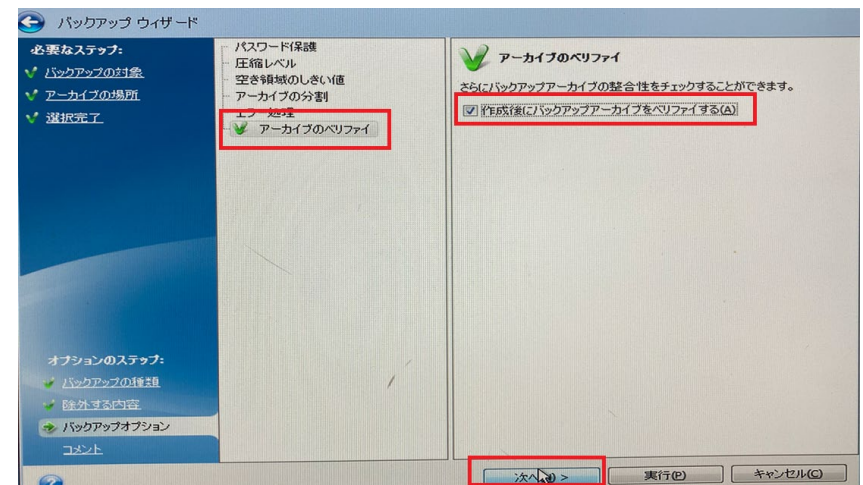 バックアップ ウィザード
必要なステップ:
バックアップの対象
アーカイブの場所
選択完了
オプションのステップ:
バックアップの種類
除外する内容
バックアップオプション
コメント
パスワード保護
圧縮レベル
空き領域のしきい値
アーカイブの分割
エラー処理
アーカイブのベリファイ
アーカイブのベリファイ
さらにバックアップアーカイブの整合性をチェックすることができます。
作成後にバックアップアーカイブをベリファイする(A)
次へ >
実行(P)
キャンセル(C)
?